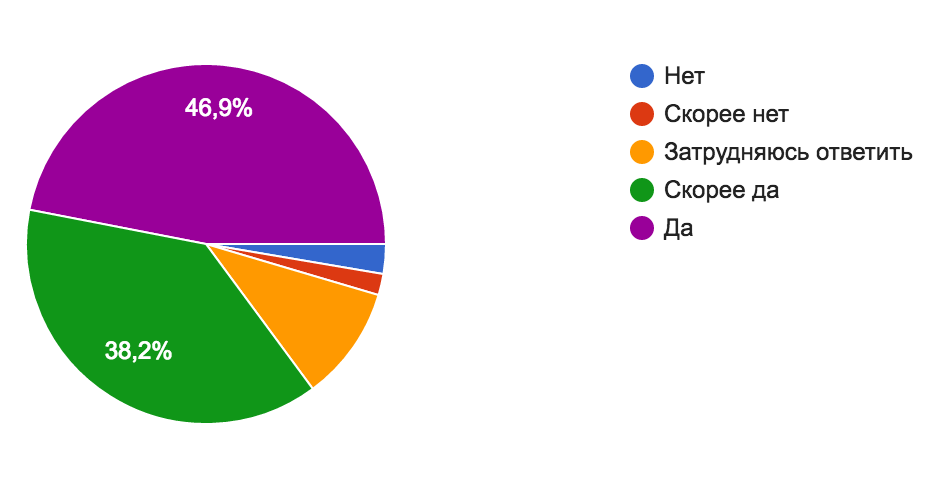 46,9%
38,2%
Нет
Скорее нет
Затрудняюсь ответить
Скорее да
Да